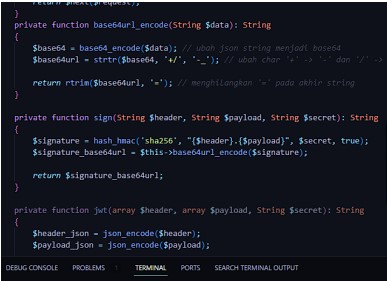 return $next($request);
}
private function base64url_encode(String $data): String
{
$base64 = base64_encode($data); // ubah json string menjadi base64
$base64url = strtr($base64, '+/', '-_'); // ubah char '+' -> '-' dan '/' ->
return rtrim($base64url, '='); // menghilangkan '=' pada akhir string
}
private function sign(String $header, String $payload, String $secret): String
{
$signature = hash_hmac('sha256', "{$header}.{$payload}", $secret, true);
$signature_base64url = $this->base64url_encode($signature);
return $signature_base64url;
}
private function jwt(array $header, array $payload, String $secret): String
{
$header_json = json_encode($header);
$payload_json = json_encode($payload);
DEBUG CONSOLE PROBLEMS 1 TERMINAL PORTS SEARCH TERMINAL OUTPUT